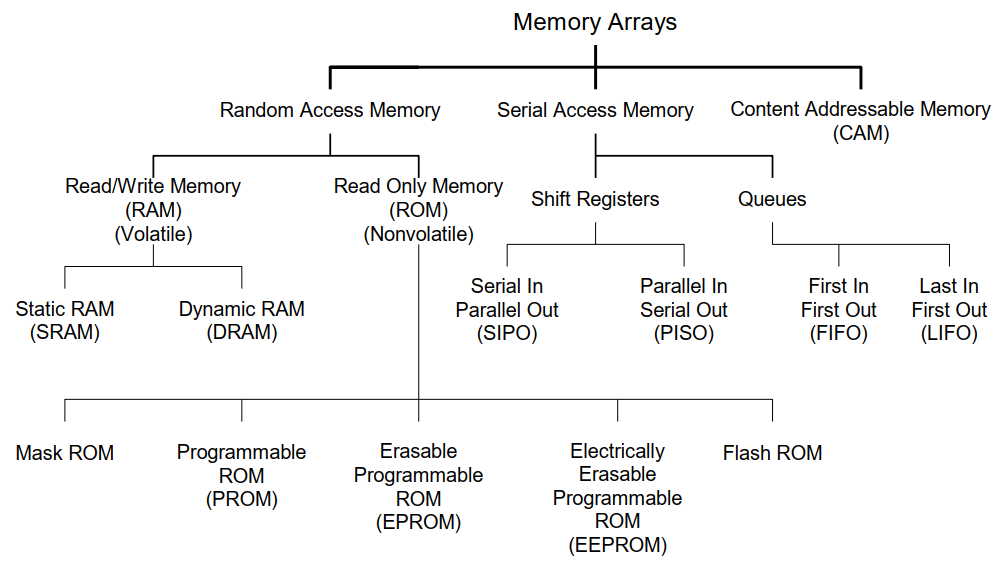 Memory Arrays
Random Access Memory
Serial Access Memory
Content Addressable Memory
(CAM)
Read/Write Memory
(RAM)
(Volatile)
Read Only Memory
(ROM)
(Nonvolatile)
Shift Registers
Queues
Static RAM
(SRAM)
Dynamic RAM
(DRAM)
Serial In
Parallel Out
(SIPO)
Parallel In
Serial Out
(PISO)
First In
First Out
(FIFO)
Last In
First Out
(LIFO)
Mask ROM
Programmable
ROM
(PROM)
Erasable
Programmable
ROM
(EPROM)
Electrically
Erasable
Programmable
ROM
(EEPROM)
Flash ROM